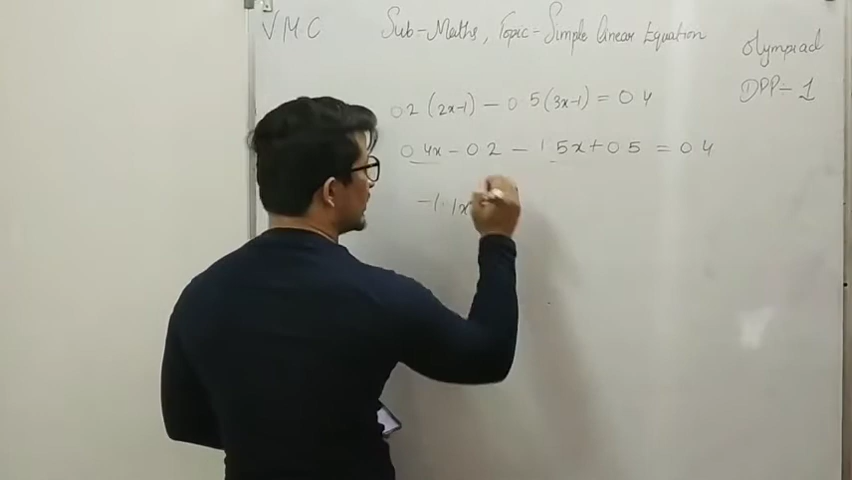 VMC
Sub-Maths, Topic-Simple linear Equation
Olympiad
DPP=1
0.2 (2x-1) - 0.5 (3x-1) = 0.4
0.4x - 0.2 - 1.5x + 0.5 = 0.4
-1.1x